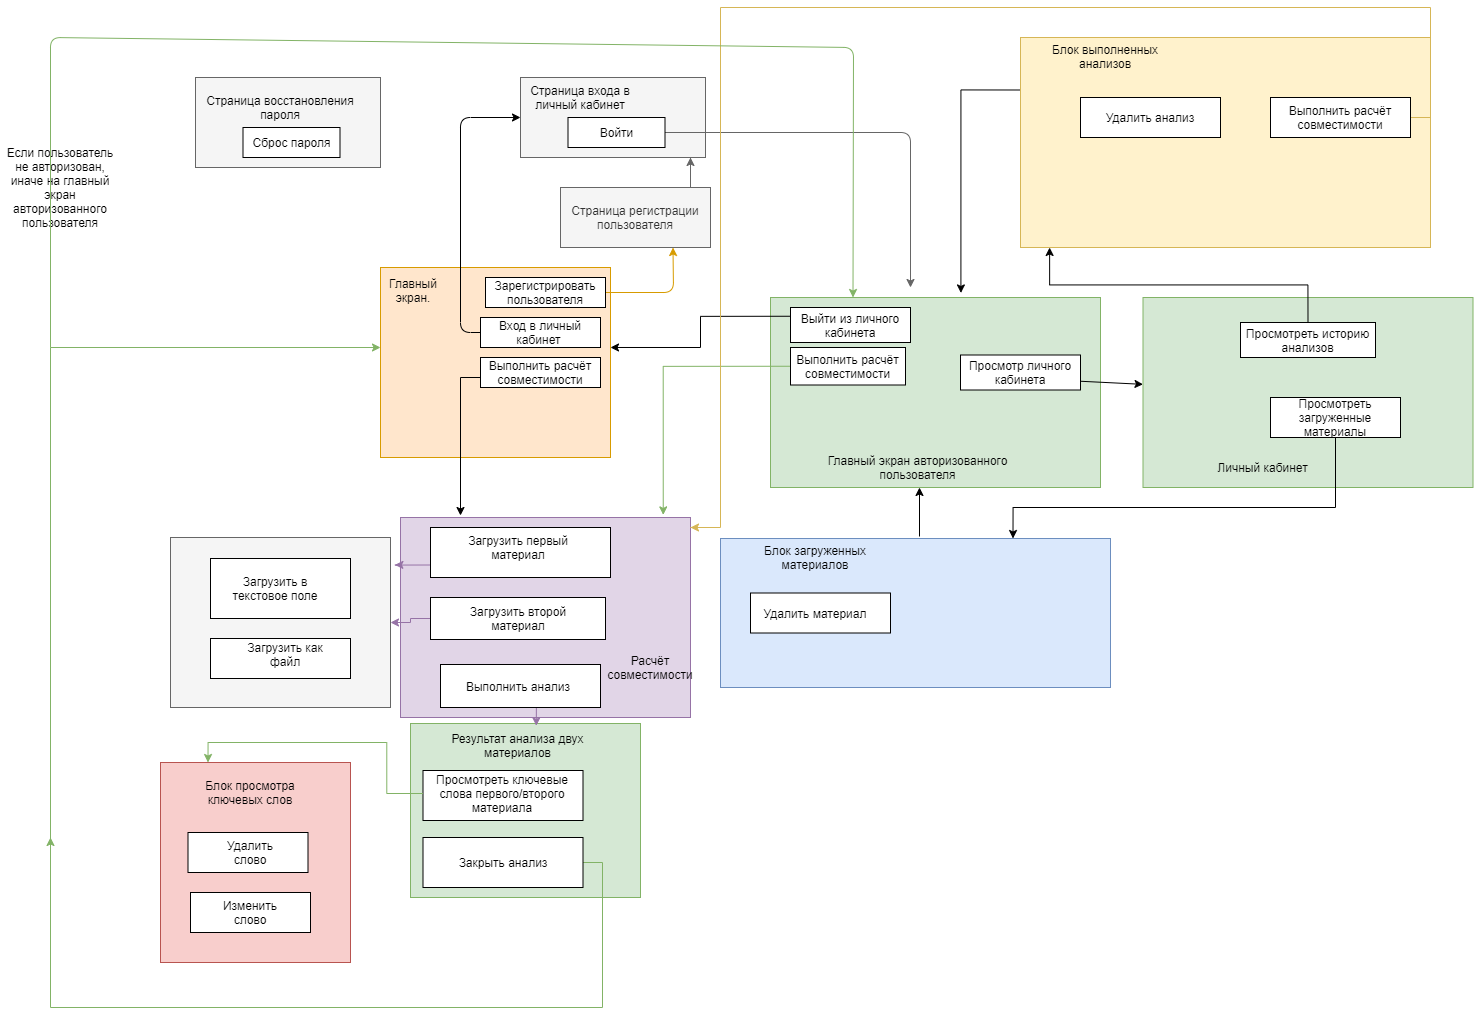 Если пользователь
не авторизован,
иначе на главный
экран
авторизованного
пользователя
Страница восстановления
пароля
Сброс пароля
Страница входа в
личный кабинет
Войти
Страница регистрации
пользователя
Блок выполненных
анализов
Удалить анализ
Выполнить расчёт
совместимости
Главный
экран.
Зарегистрировать
пользователя
Вход в личный
кабинет
Выполнить расчёт
совместимости
Выйти из личного
кабинета
Выполнить расчёт
совместимости
Просмотр личного
кабинета
Главный экран авторизованного
пользователя
Просмотреть историю
анализов
Просмотреть
загруженные
материалы
Личный кабинет
Загрузить в
текстовое поле
Загрузить как
файл
Загрузить первый
материал
Загрузить второй
материал
Выполнить анализ
Расчёт
совместимости
Блок загруженных
материалов
Удалить материал
Результат анализа двух
материалов
Просмотреть ключевые
слова первого/второго
материала
Закрыть анализ
Блок просмотра
ключевых слов
Удалить
слово
Изменить
слово